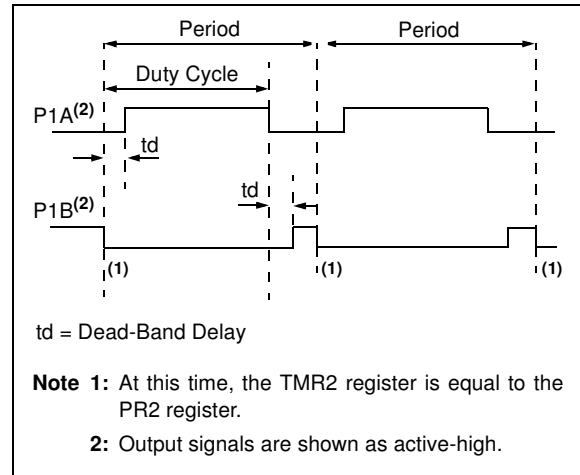 Period Period
Duty Cycle
P1A(2)
td
td
P1B(2)
(1) (1) (1)
td = Dead-Band Delay
Note 1: At this time, the TMR2 register is equal to the
PR2 register.
2: Output signals are shown as active-high.